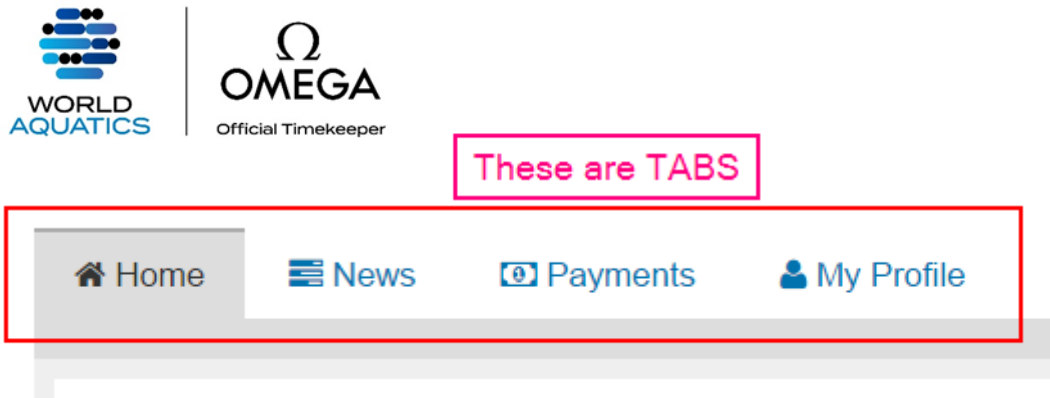 WORLD
AQUATICS
Ω
OMEGA
Official Timekeeper
These are TABS
Home
News
Payments
My Profile